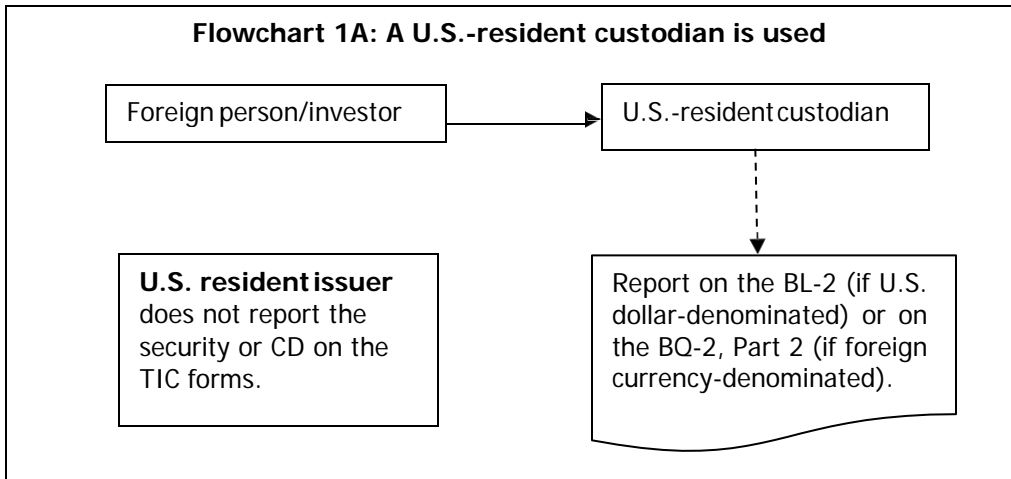 Flowchart 1A: A U.S.-resident custodian is used
Foreign person/investor
U.S.-resident custodian
U.S. resident issuer
does not report the
security or CD on the
TIC forms.
Report on the BL-2 (if U.S.
dollar-denominated) or on
the BQ-2, Part 2 (if foreign
currency-denominated).